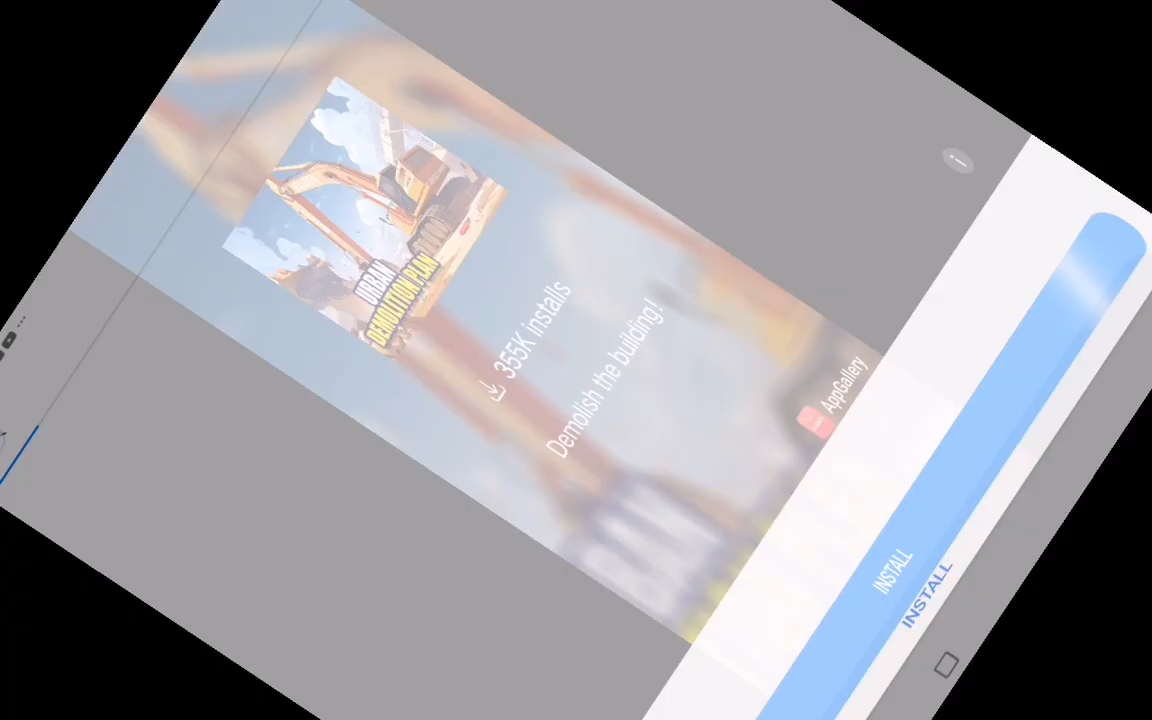 URBAN
DEMOLITION PLAN
355K installs
Demolish the building!
AppGallery
INSTALL
INSTALL